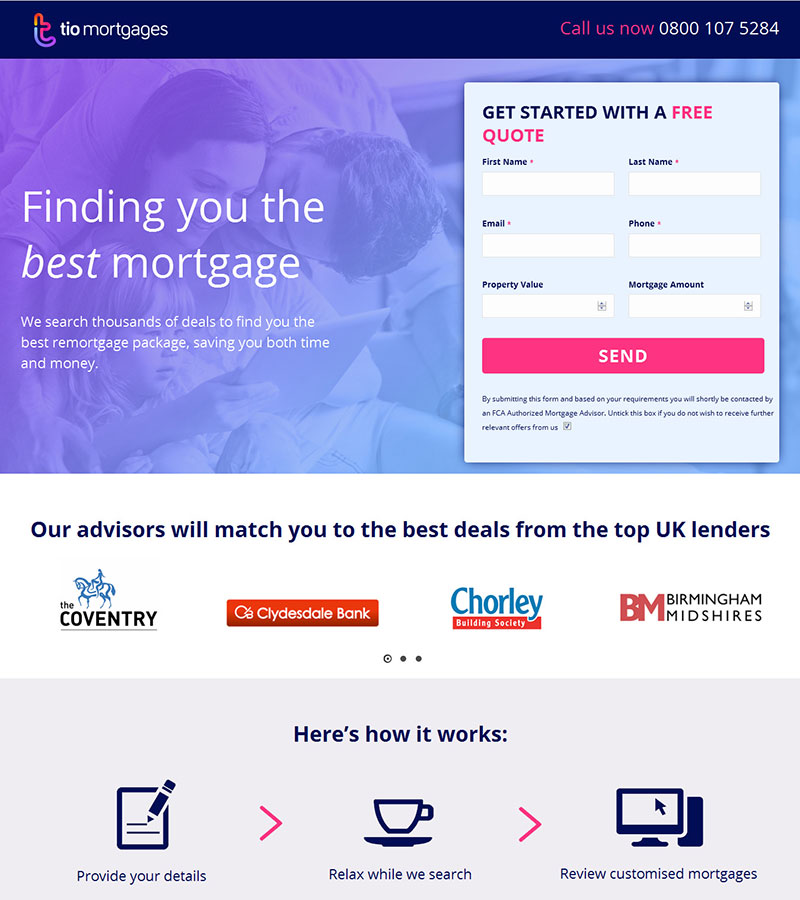 tio mortgages
Call us now 0800 107 5284
Finding you the
best mortgage
We search thousands of deals to find you the
best remortgage package, saving you both time
and money.
GET STARTED WITH A FREE
QUOTE
First Name *
Last Name *
Email *
Phone *
Property Value
Mortgage Amount
SEND
By submitting this form and based on your requirements you will shortly be contacted by
an FCA Authorized Mortgage Advisor. Untick this box if you do not wish to receive further
relevant offers from us
Our advisors will match you to the best deals from the top UK lenders
the
COVENTRY
CB Clydesdale Bank
Chorley
Building Society
BM BIRMINGHAM
MIDSHIRES
Here's how it works:
Provide your details
Relax while we search
Review customised mortgages